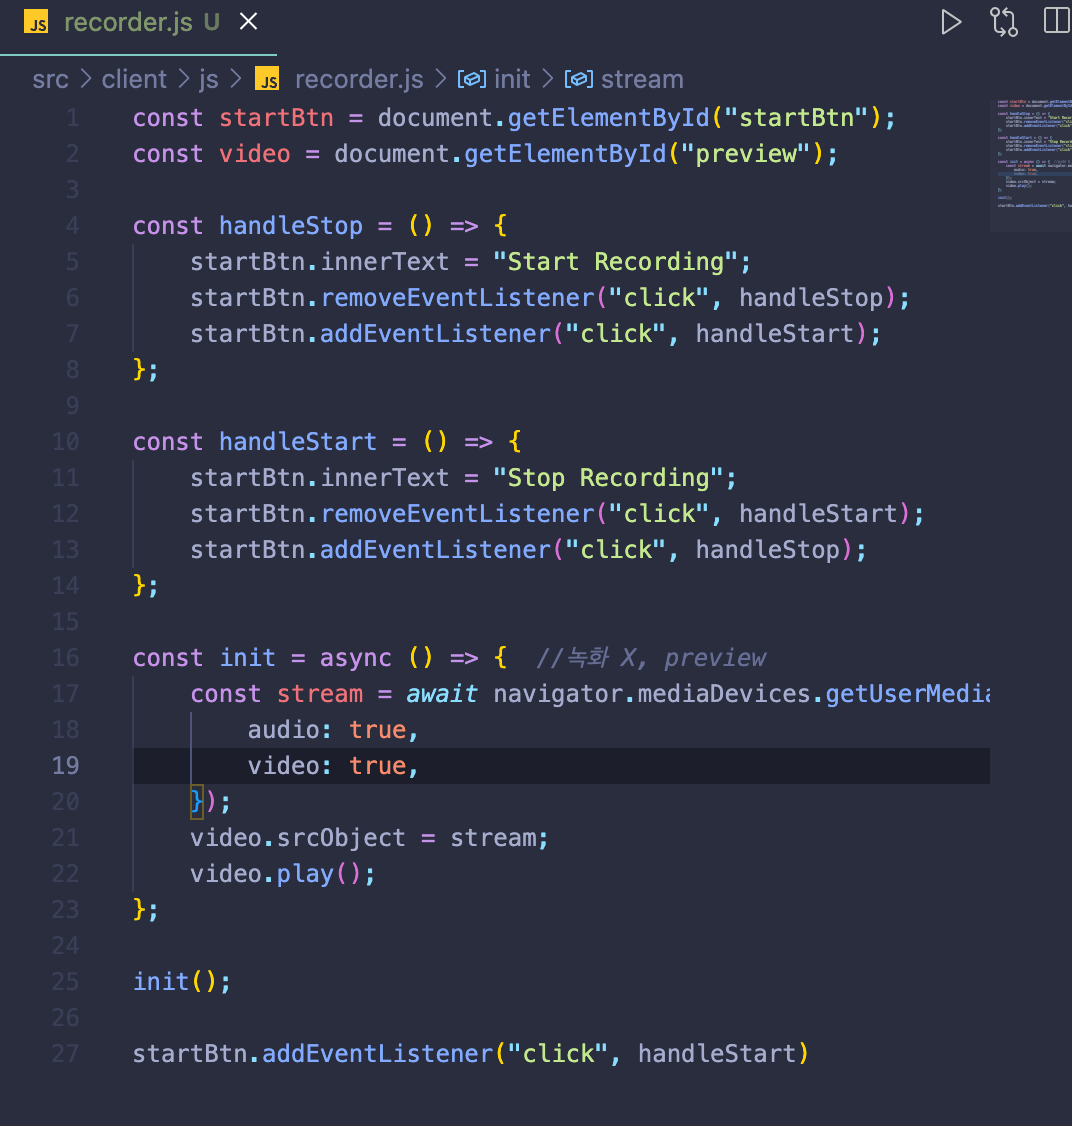 JS recorder.js U
src > client > js > JS recorder.js > init > stream
1 const startBtn = document.getElementById("startBtn");
2 const video = document.getElementById("preview");
3
4 const handleStop = () => {
5 startBtn.innerText = "Start Recording";
6 startBtn.removeEventListener("click", handleStop);
7 startBtn.addEventListener("click", handleStart);
8 };
9
10 const handleStart = () => {
11 startBtn.innerText = "Stop Recording";
12 startBtn.removeEventListener("click", handleStart);
13 startBtn.addEventListener("click", handleStop);
14 };
15
16 const init = async () => { //녹화 X, preview
17 const stream = await navigator.mediaDevices.getUserMedia
18 audio: true,
19 video: true,
20 });
21 video.srcObject = stream;
22 video.play();
23 };
24
25 init();
26
27 startBtn.addEventListener("click", handleStart)